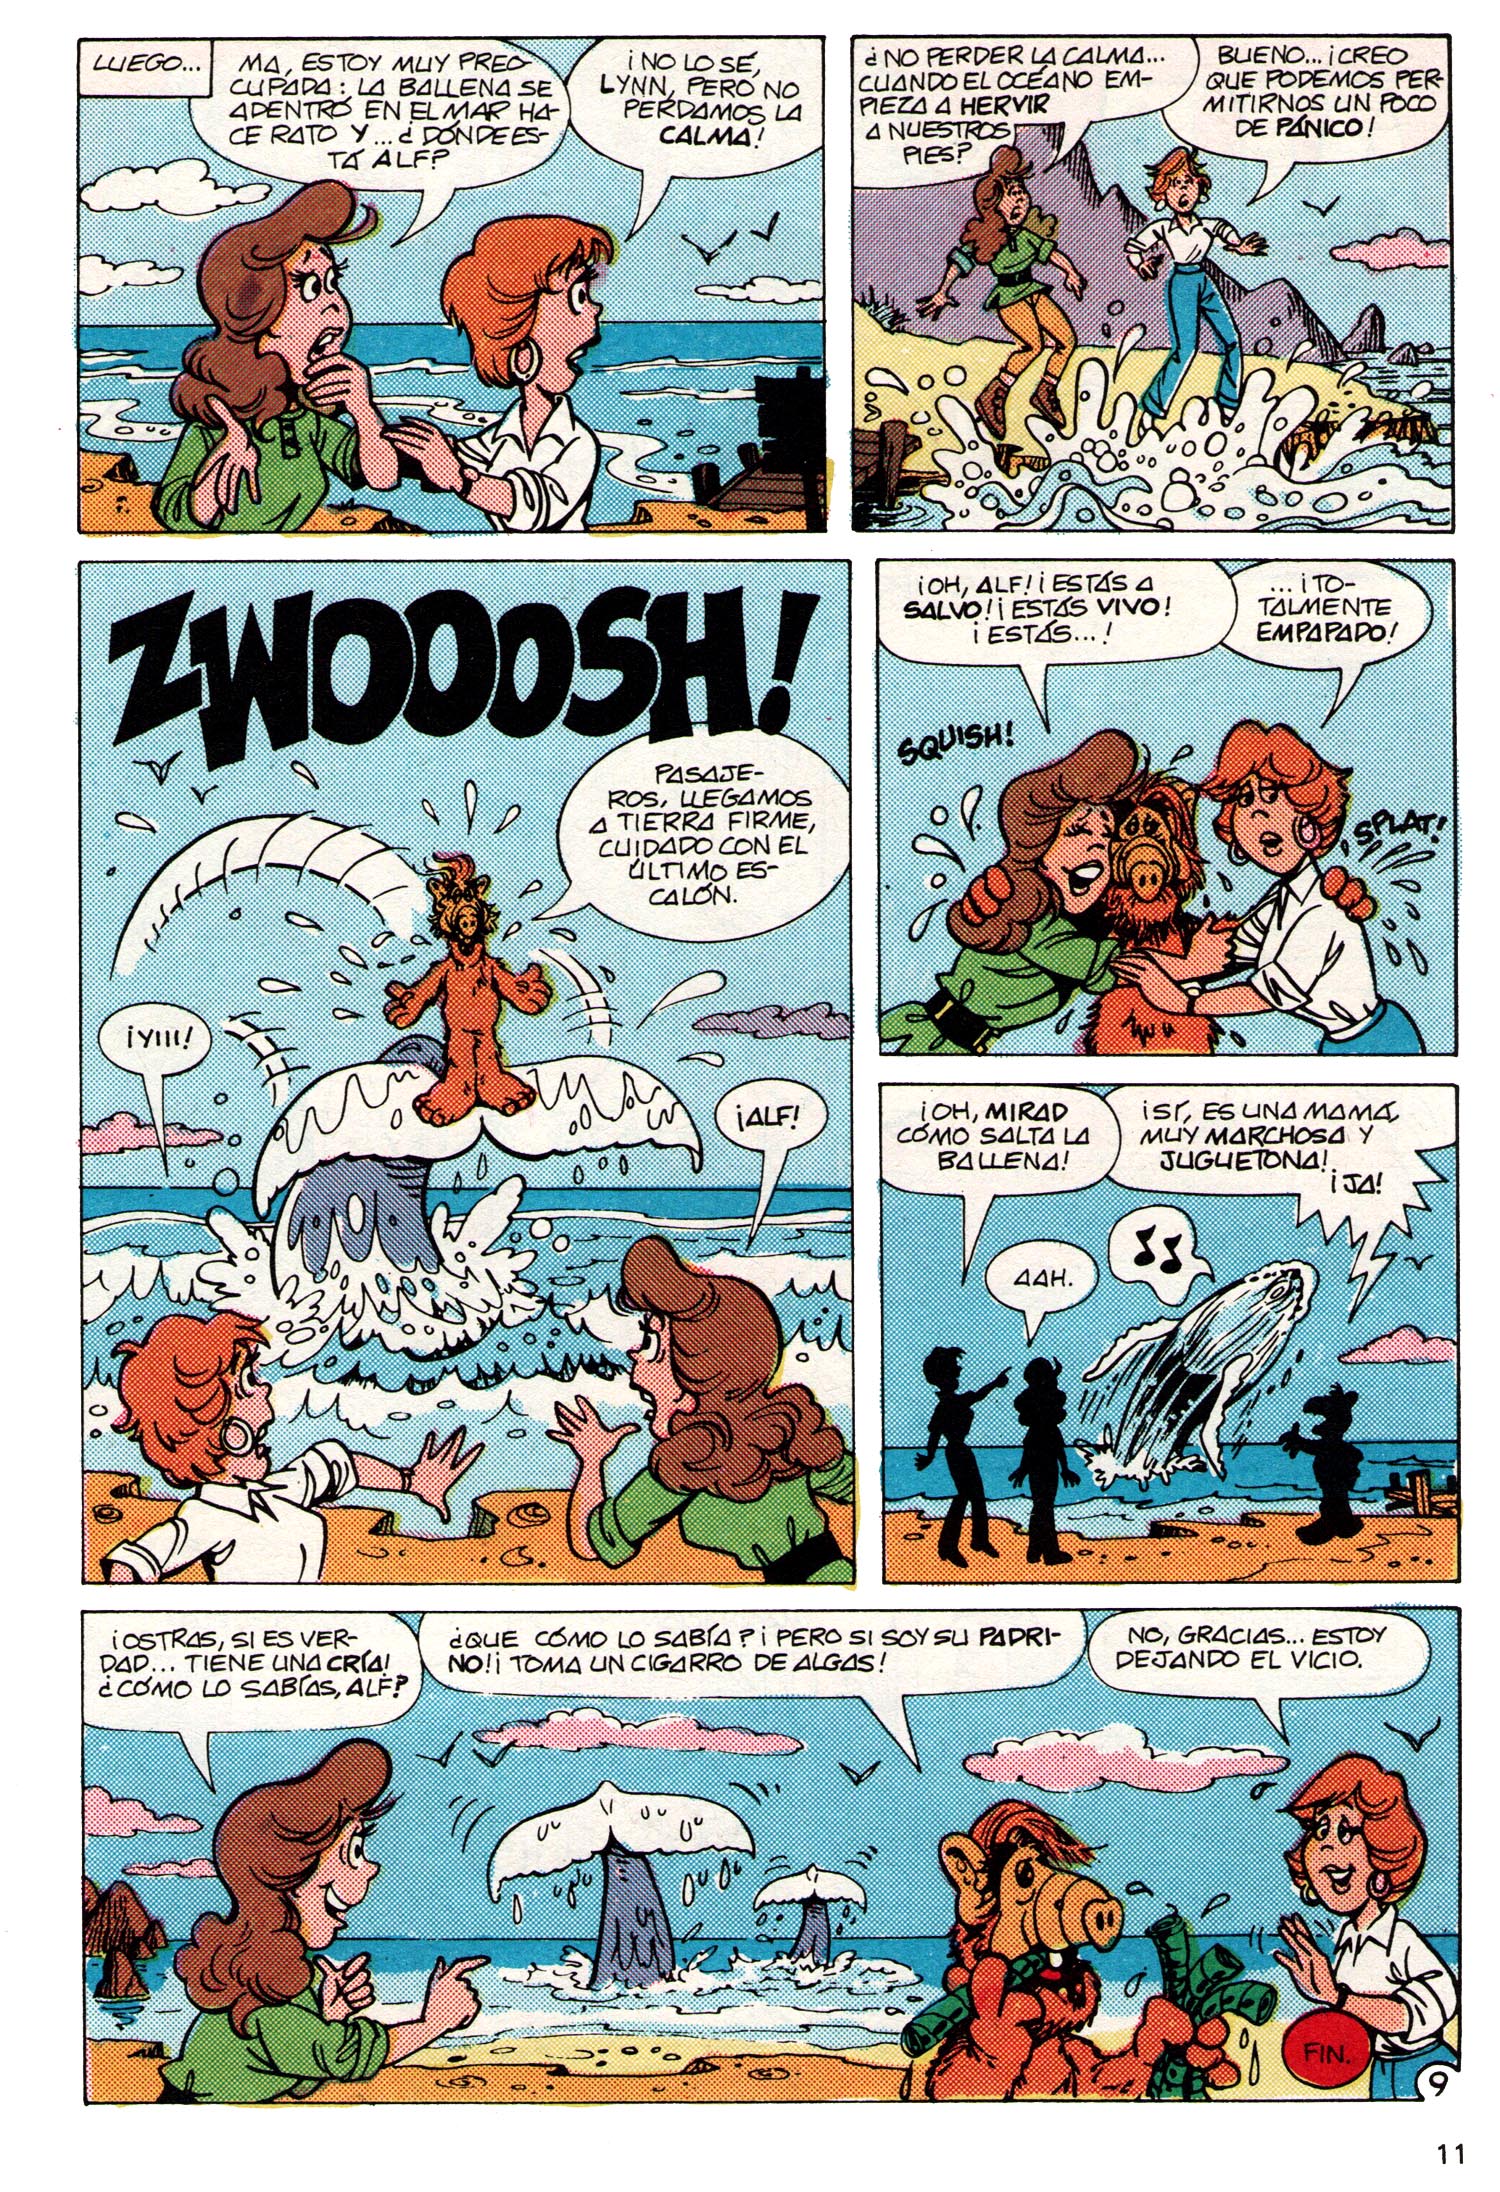 LUEGO...
MA, ESTOY MUY PREO-
CUPADA: LA BALLENA SE
ADENTRÓ EN EL MAR HA-
CE RATO Y... ¿DÓNDE ES-
TÁ ALF?
¡NO LO SÉ,
LYNN, PERO NO
PERDAMOS LA
CALMA!
¿NO PERDER LA CALMA...
CUANDO EL OCÉANO EM-
PIEZA A HERVIR
A NUESTROS
PIES?
BUENO... ¡CREO
QUE PODEMOS PER-
MITIRNOS UN POCO
DE PÁNICO!
ZWOOOSH!
PASAJE-
ROS, LLEGAMOS
A TIERRA FIRME,
CUIDADO CON EL
ÚLTIMO ES-
CALÓN.
¡YIII!
¡ALF!
¡OH, ALF! ¡ESTÁS A
SALVO! ¡ESTÁS VIVO!
¡ESTÁS...!
...¡TO-
TALMENTE
EMPAPADO!
SQUISH!
SPLAT!
¡OH, MIRAD
CÓMO SALTA LA
BALLENA!
¡SÍ, ES UNA MAMÁ,
MUY MARCHOSA Y
JUGUETONA!
¡JA!
AAH.
¡OSTRAS, SI ES VER-
DAD... TIENE UNA CRÍA!
¿CÓMO LO SABÍAS, ALF?
¿QUE CÓMO LO SABÍA? ¡PERO SI SOY SU PADRI-
NO! ¡TOMA UN CIGARRO DE ALGAS!
NO, GRACIAS... ESTOY
DEJANDO EL VICIO.
FIN.
9
11